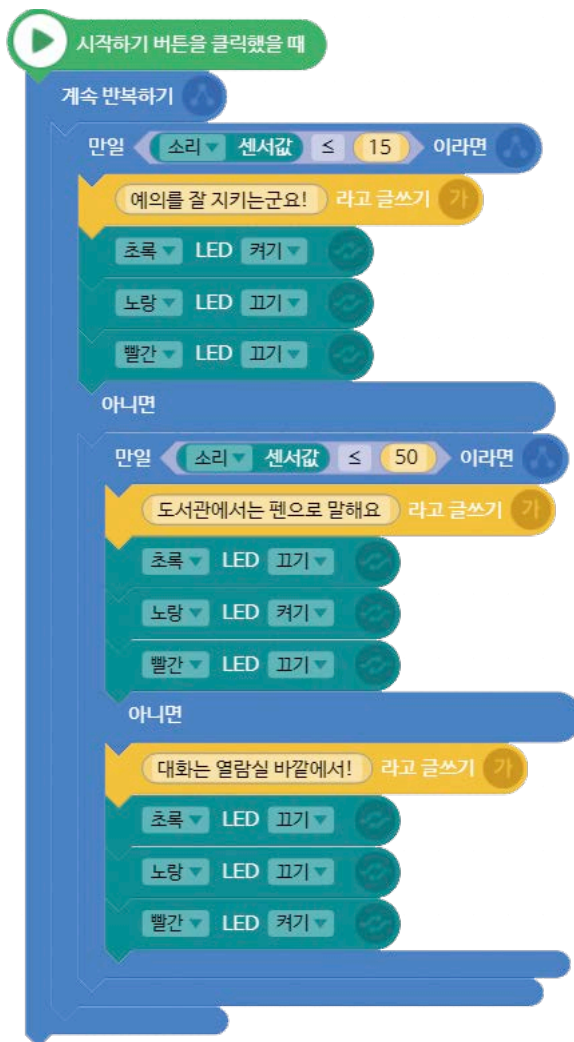 시작하기 버튼을 클릭했을 때
계속 반복하기
만일 소리 센서값 ≤ 15 이라면
예의를 잘 지키는군요! 라고 글쓰기 가
초록 LED 켜기
노랑 LED 끄기
빨간 LED 끄기
아니면
만일 소리 센서값 ≤ 50 이라면
도서관에서는 펜으로 말해요 라고 글쓰기 가
초록 LED 끄기
노랑 LED 켜기
빨간 LED 끄기
아니면
대화는 열람실 바깥에서! 라고 글쓰기 가
초록 LED 끄기
노랑 LED 끄기
빨간 LED 켜기